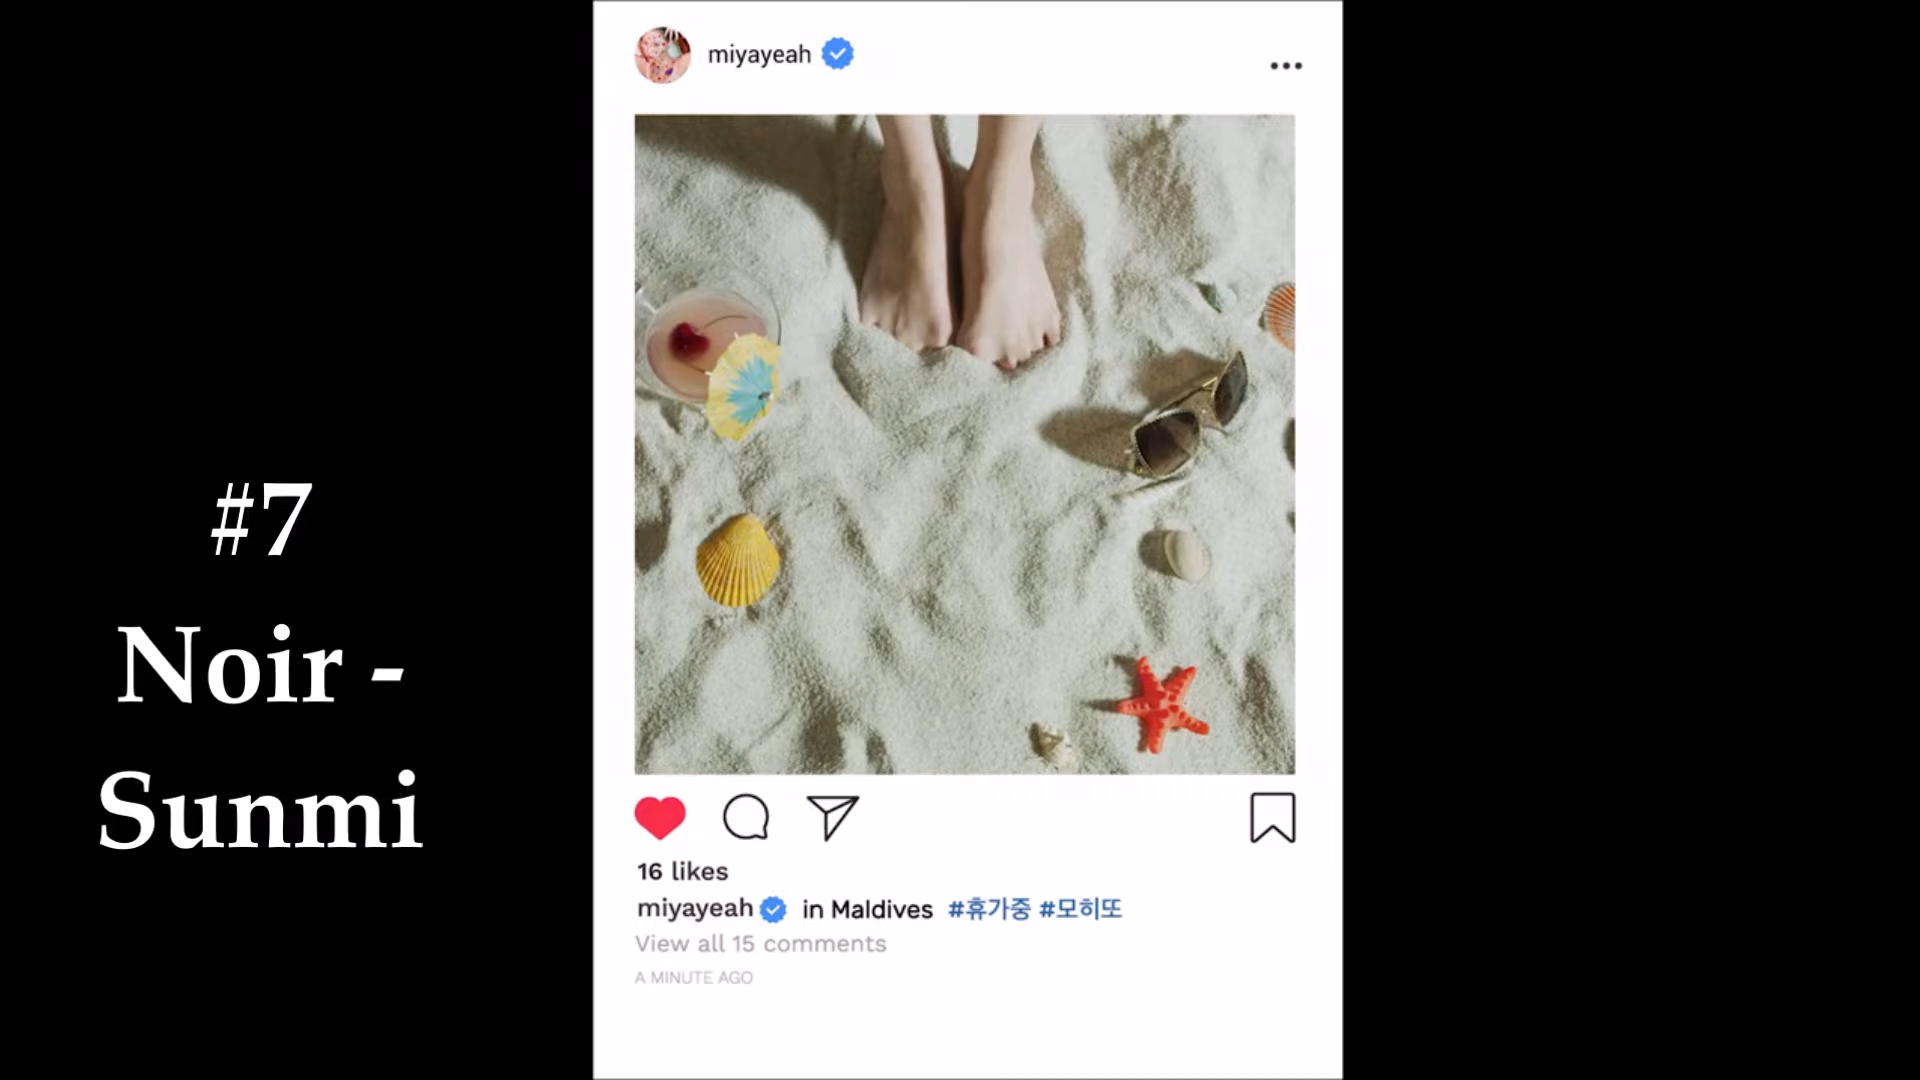 miyayeah
#7
Noir -
Sunmi
16 likes
miyayeah in Maldives #휴가중 #모히또
View all 15 comments
A MINUTE AGO